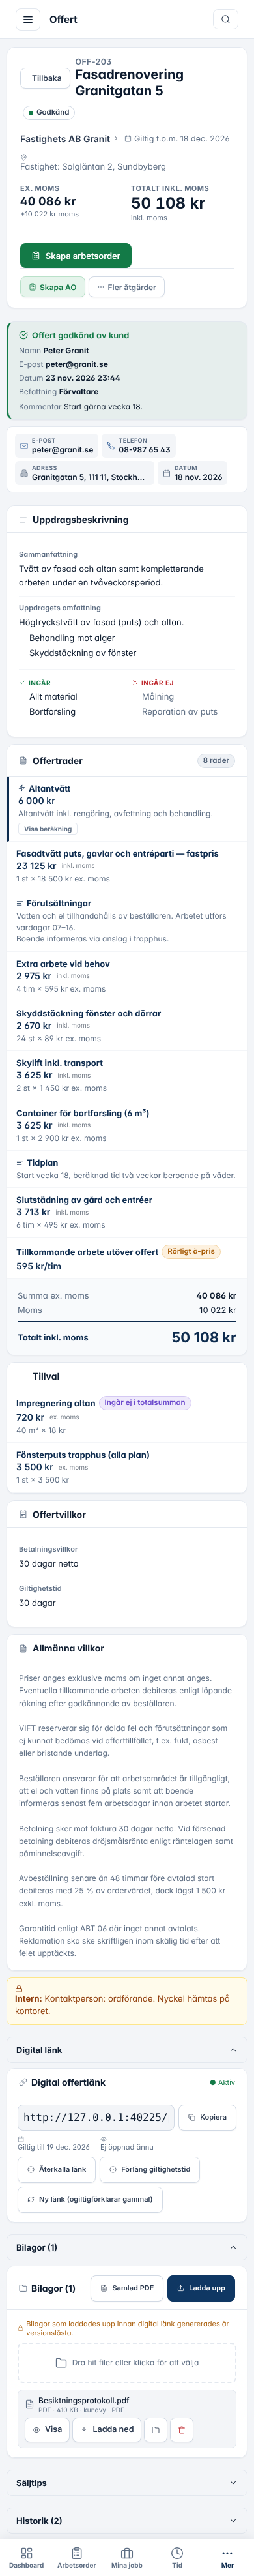 Offert
OFF-203
Tillbaka
Fasadrenovering
Granitgatan 5
Godkänd
Fastighets AB Granit
Giltig t.o.m. 18 dec. 2026
Fastighet: Solgläntan 2, Sundbyberg
EX. MOMS
40 086 kr
+10 022 kr moms
TOTALT INKL. MOMS
50 108 kr
inkl. moms
Skapa arbetsorder
Skapa AO
Fler åtgärder
Offert godkänd av kund
Namn Peter Granit
E-post peter@granit.se
Datum 23 nov. 2026 23:44
Befattning Förvaltare
Kommentar Start gärna vecka 18.
E-POST
peter@granit.se
TELEFON
08-987 65 43
ADRESS
Granitgatan 5, 111 11, Stockh...
DATUM
18 nov. 2026
Uppdragsbeskrivning
Sammanfattning
Tvätt av fasad och altan samt kompletterande
arbeten under en tvåveckorsperiod.
Uppdragets omfattning
Högtryckstvätt av fasad (puts) och altan.
Behandling mot alger
Skyddstäckning av fönster
INGÅR
Allt material
Bortforsling
INGÅR EJ
Målning
Reparation av puts
Offertrader
8 rader
Altantvätt
6 000 kr
Altantvätt inkl. rengöring, avfettning och behandling.
Visa beräkning
Fasadtvätt puts, gavlar och entréparti — fastpris
23 125 kr inkl. moms
1 st × 18 500 kr ex. moms
Förutsättningar
Vatten och el tillhandahålls av beställaren. Arbetet utförs
vardagar 07–16.
Boende informeras via anslag i trapphus.
Extra arbete vid behov
2 975 kr inkl. moms
4 tim × 595 kr ex. moms
Skyddstäckning fönster och dörrar
2 670 kr inkl. moms
24 st × 89 kr ex. moms
Skylift inkl. transport
3 625 kr inkl. moms
2 st × 1 450 kr ex. moms
Container för bortforsling (6 m³)
3 625 kr inkl. moms
1 st × 2 900 kr ex. moms
Tidplan
Start vecka 18, beräknad tid två veckor beroende på väder.
Slutstädning av gård och entréer
3 713 kr inkl. moms
6 tim × 495 kr ex. moms
Tillkommande arbete utöver offert Rörligt à-pris
595 kr/tim
Summa ex. moms 40 086 kr
Moms 10 022 kr
Totalt inkl. moms 50 108 kr
Tillval
Impregnering altan Ingår ej i totalsumman
720 kr ex. moms
40 m² × 18 kr
Fönsterputs trapphus (alla plan)
3 500 kr ex. moms
1 st × 3 500 kr
Offertvillkor
Betalningsvillkor
30 dagar netto
Giltighetstid
30 dagar
Allmänna villkor
Priser anges exklusive moms om inget annat anges.
Eventuella tillkommande arbeten debiteras enligt löpande
räkning efter godkännande av beställaren.
VIFT reserverar sig för dolda fel och förutsättningar som
ej kunnat bedömas vid offerttillfället, t.ex. fukt, asbest
eller bristande underlag.
Beställaren ansvarar för att arbetsområdet är tillgängligt,
att el och vatten finns på plats samt att boende
informeras senast fem arbetsdagar innan arbetet startar.
Betalning sker mot faktura 30 dagar netto. Vid försenad
betalning debiteras dröjsmålsränta enligt räntelagen samt
påminnelseavgift.
Avbeställning senare än 48 timmar före avtalad start
debiteras med 25 % av ordervärdet, dock lägst 1 500 kr
exkl. moms.
Garantitid enligt ABT 06 där inget annat avtalats.
Reklamation ska ske skriftligen inom skälig tid efter att
felet upptäckts.
Intern: Kontaktperson: ordförande. Nyckel hämtas på
kontoret.
Digital länk
Digital offertlänk
Aktiv
http://127.0.0.1:40225/
Kopiera
Giltig till 19 dec. 2026
Ej öppnad ännu
Återkalla länk
Förläng giltighetstid
Ny länk (ogiltigförklarar gammal)
Bilagor (1)
Bilagor (1)
Samlad PDF
Ladda upp
Bilagor som laddades upp innan digital länk genererades är
versionslåsta.
Dra hit filer eller klicka för att välja
Besiktningsprotokoll.pdf
PDF · 410 KB · kundvy · PDF
Visa
Ladda ned
Säljtips
Historik (2)
Dashboard
Arbetsorder
Mina jobb
Tid
Mer